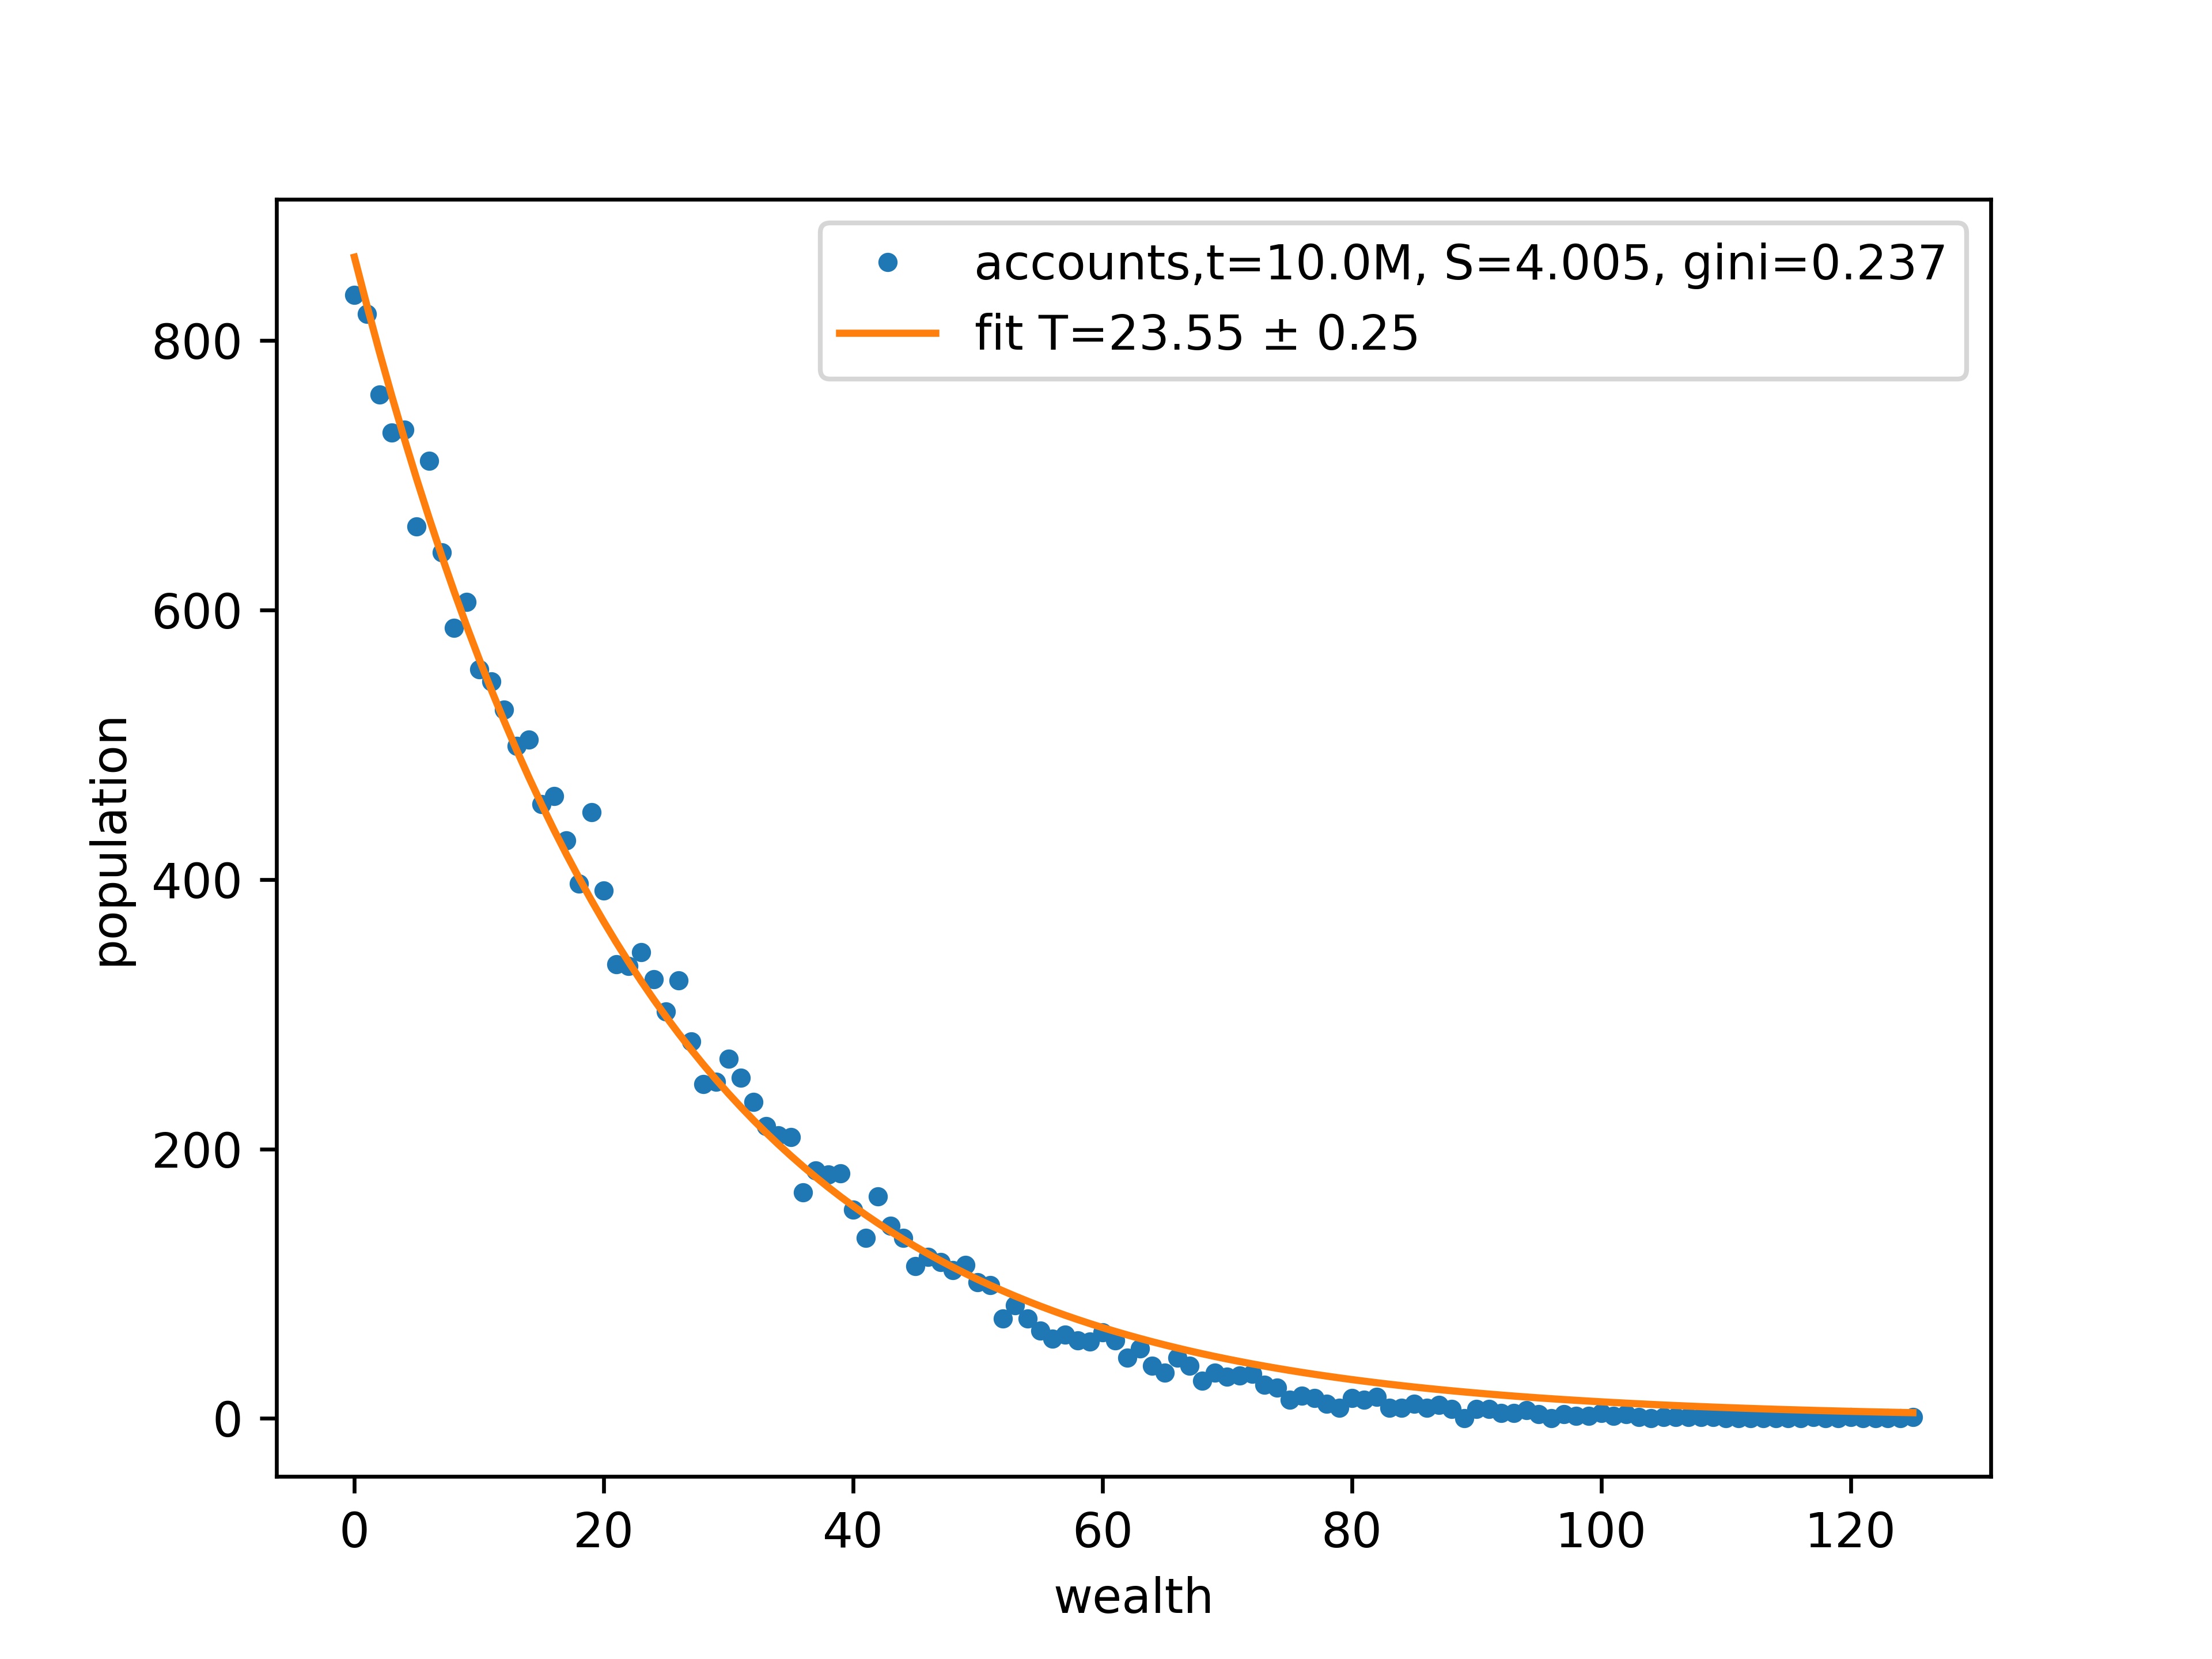 accounts,t=10.0M, S=4.005, gini=0.237
fit T=23.55 ± 0.25
800
600
400
200
0
population
0 20 40 60 80 100 120
wealth